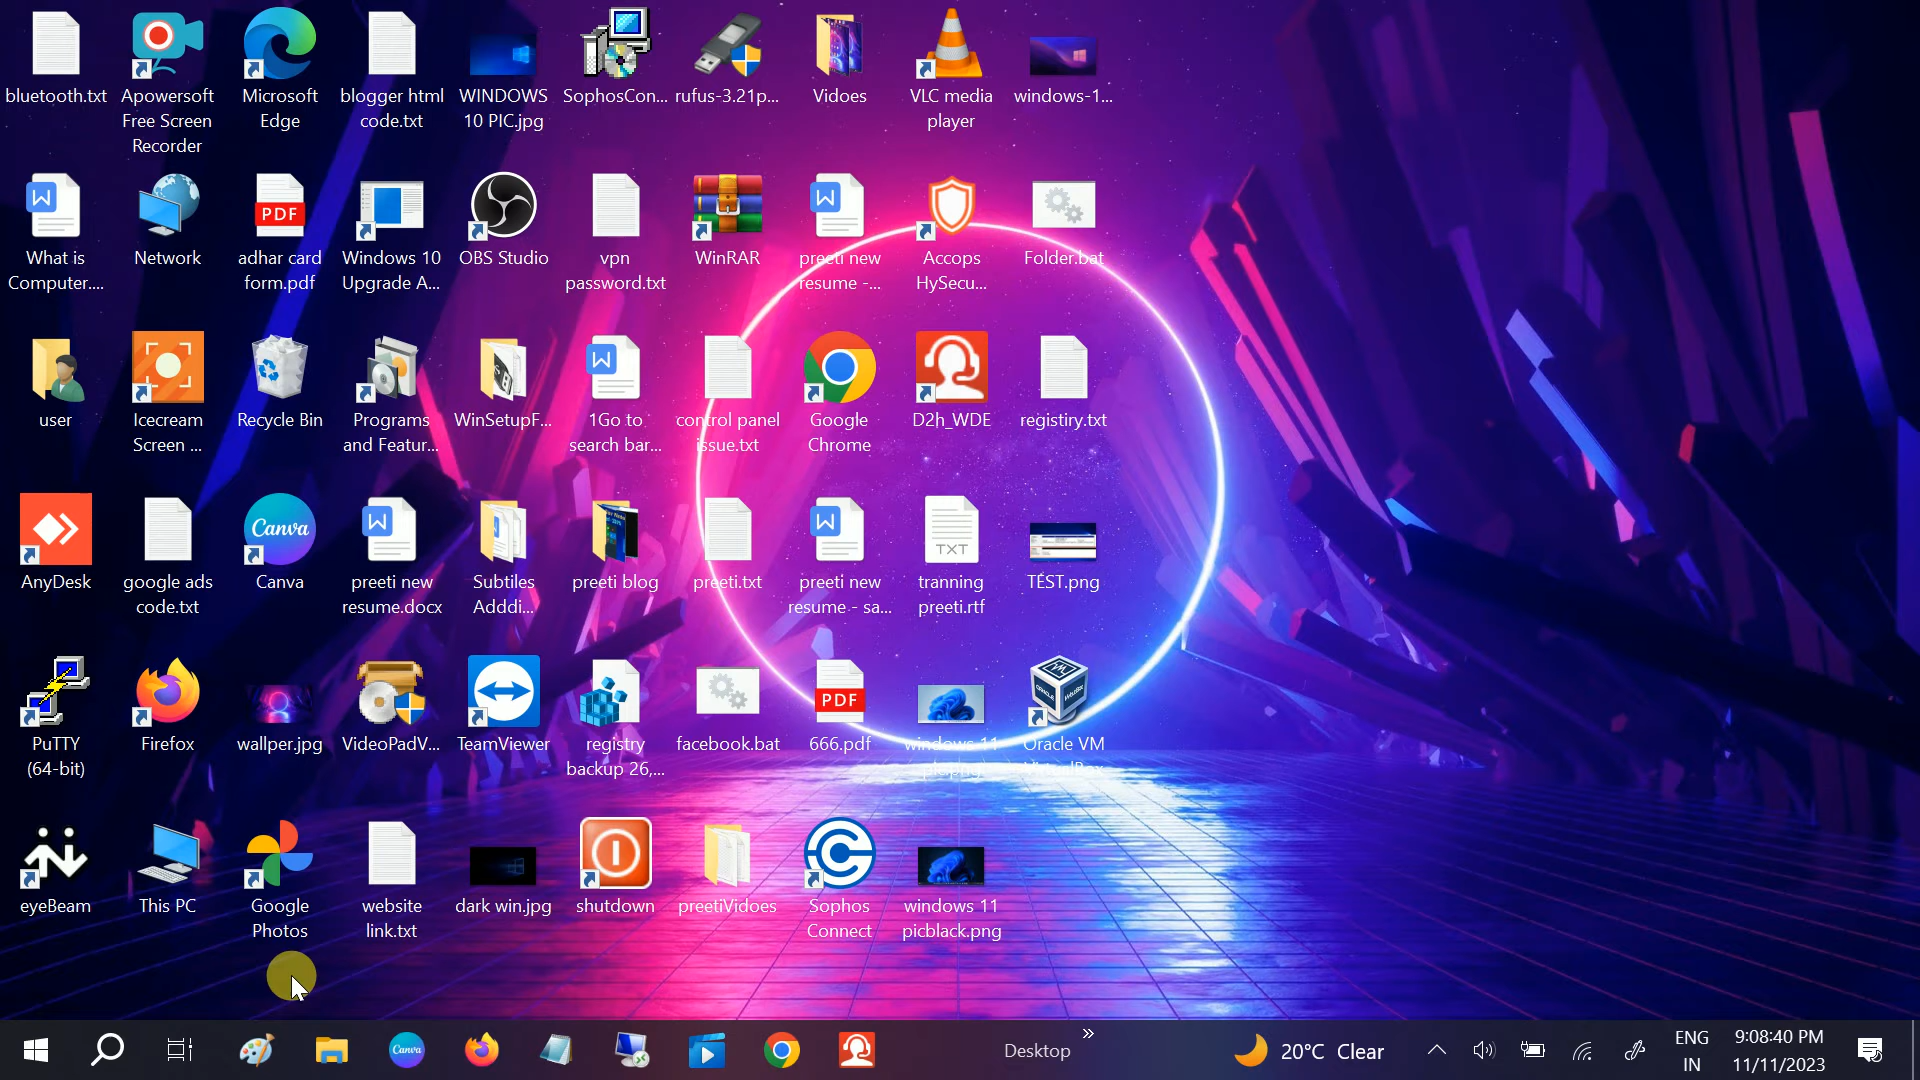 bluetooth.txt
Apowersoft
Free Screen
Recorder
Microsoft
Edge
blogger html
code.txt
WINDOWS
10 PIC.jpg
SophosCon...
rufus-3.21p...
Vidoes
VLC media
player
windows-1...
What is
Computer....
Network
PDF
adhar card
form.pdf
Windows 10
Upgrade A...
OBS Studio
vpn
password.txt
WinRAR
preeti new
resume -...
Accops
HySecu...
Folder.bat
user
Icecream
Screen ...
Recycle Bin
Programs
and Featur...
WinSetupF...
1Go to
search bar...
control panel
issue.txt
Google
Chrome
D2h_WDE
registiry.txt
AnyDesk
google ads
code.txt
Canva
Canva
preeti new
resume.docx
Subtiles
Adddi...
preeti blog
preeti.txt
preeti new
resume - sa...
TXT
tranning
preeti.rtf
TEST.png
PuTTY
(64-bit)
Firefox
wallper.jpg
VideoPadV...
TeamViewer
registry
backup 26,...
facebook.bat
PDF
666.pdf
windows 11
Oracle VM
VirtualBox
eyeBeam
This PC
Google
Photos
website
link.txt
dark win.jpg
shutdown
preetiVidoes
Sophos
Connect
windows 11
picblack.png
Canva
Desktop
20°C Clear
ENG
IN
9:08:40 PM
11/11/2023